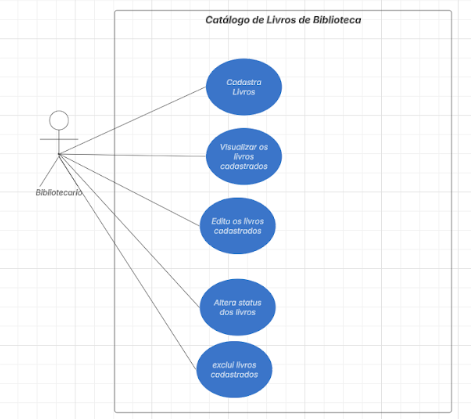 Catálogo de Livros de Biblioteca
Cadastra
Livros
Visualizar os
livros
cadastrados
Bibliotecario
Edito os livros
cadastrados
Altera status
dos livros
exclui livros
cadastrados